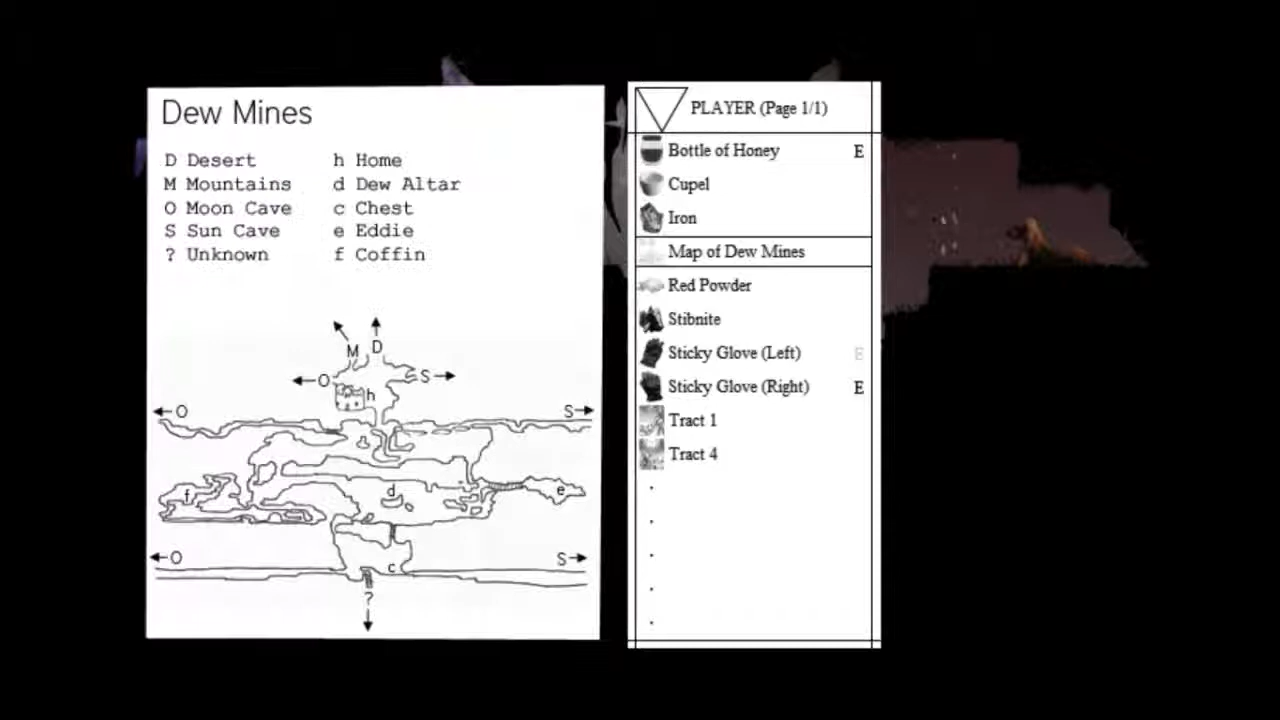 Dew Mines
D Desert h Home
M Mountains d Dew Altar
O Moon Cave c Chest
S Sun Cave e Eddie
? Unknown f Coffin
M D
O S
h
O S
d
f e
O S
c
?
PLAYER (Page 1/1)
Bottle of Honey E
Cupel
Iron
Map of Dew Mines
Red Powder
Stibnite
Sticky Glove (Left) E
Sticky Glove (Right) E
Tract 1
Tract 4